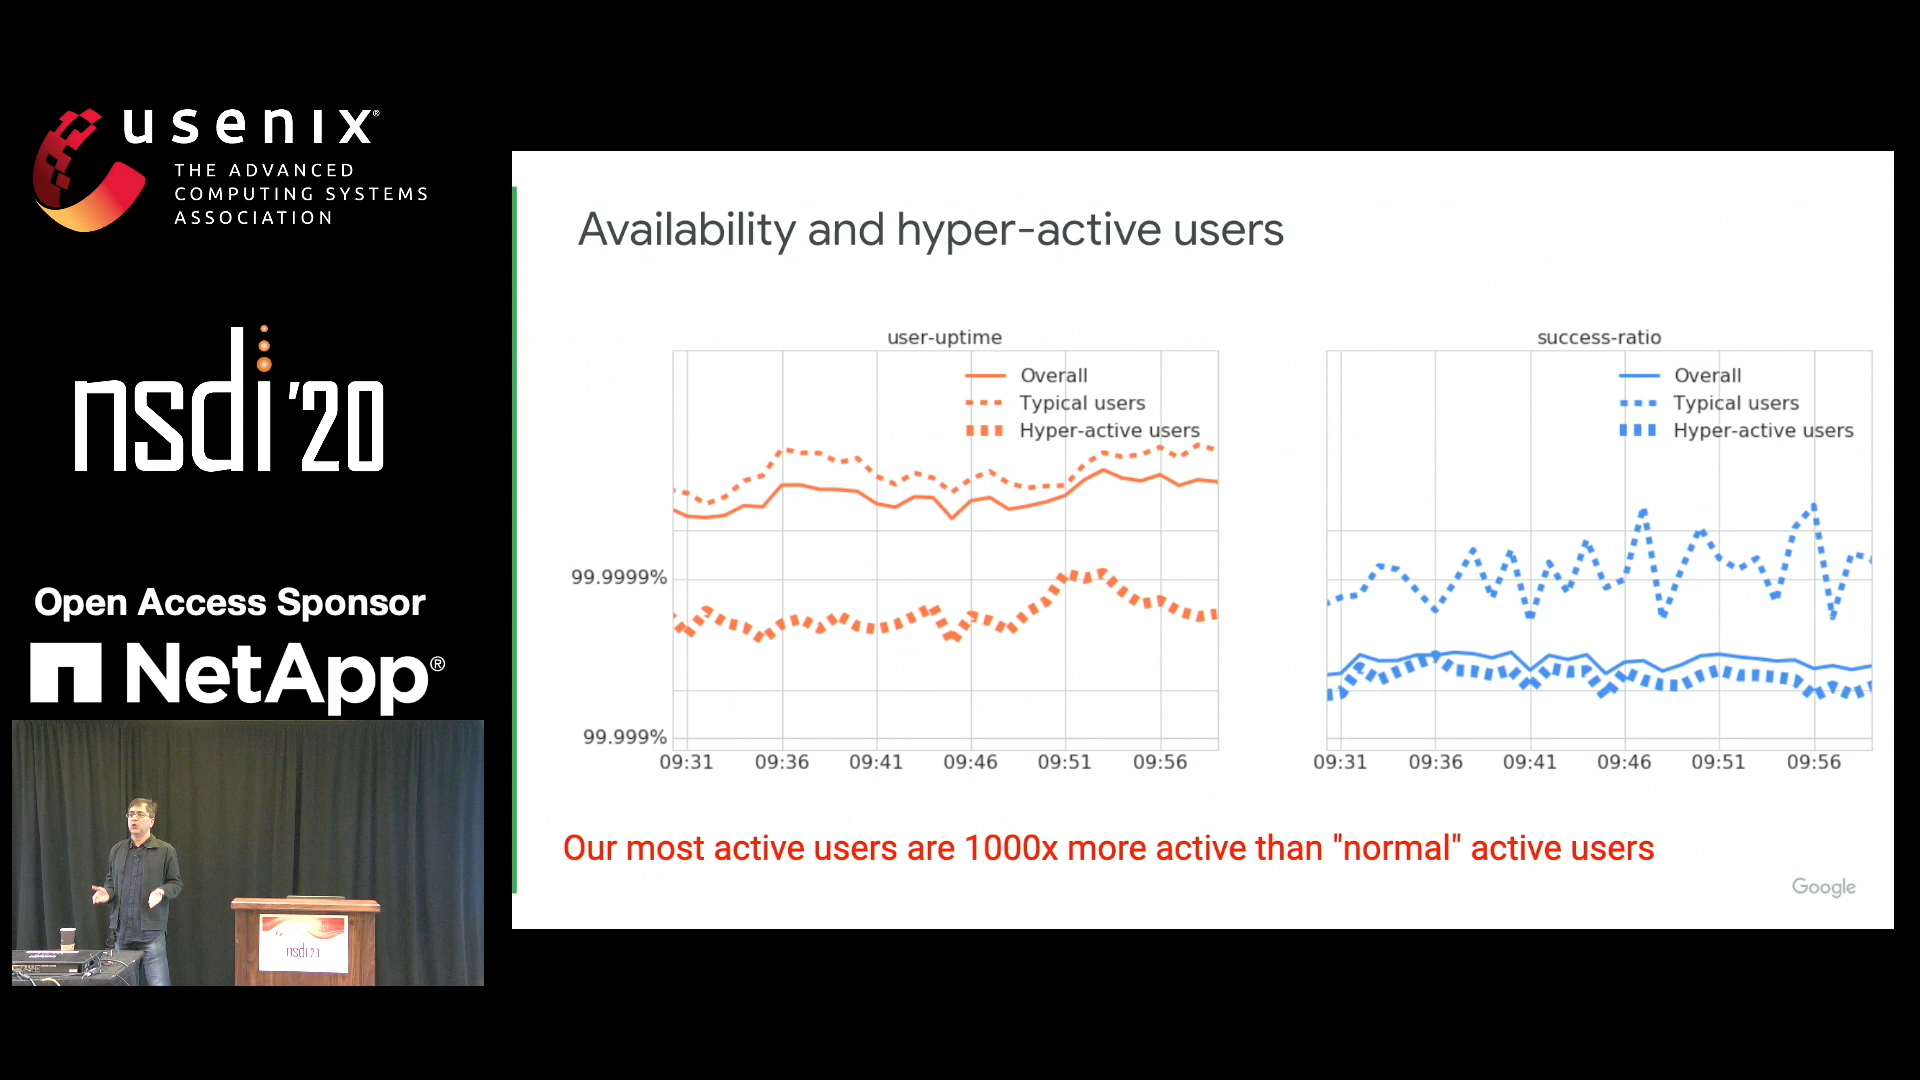 usenix®
THE ADVANCED
COMPUTING SYSTEMS
ASSOCIATION
nsdi '20
Open Access Sponsor
NetApp®
nsdi '20
Availability and hyper-active users
user-uptime
Overall
Typical users
Hyper-active users
99.9999%
99.999%
09:31 09:36 09:41 09:46 09:51 09:56
success-ratio
Overall
Typical users
Hyper-active users
09:31 09:36 09:41 09:46 09:51 09:56
Our most active users are 1000x more active than "normal" active users
Google